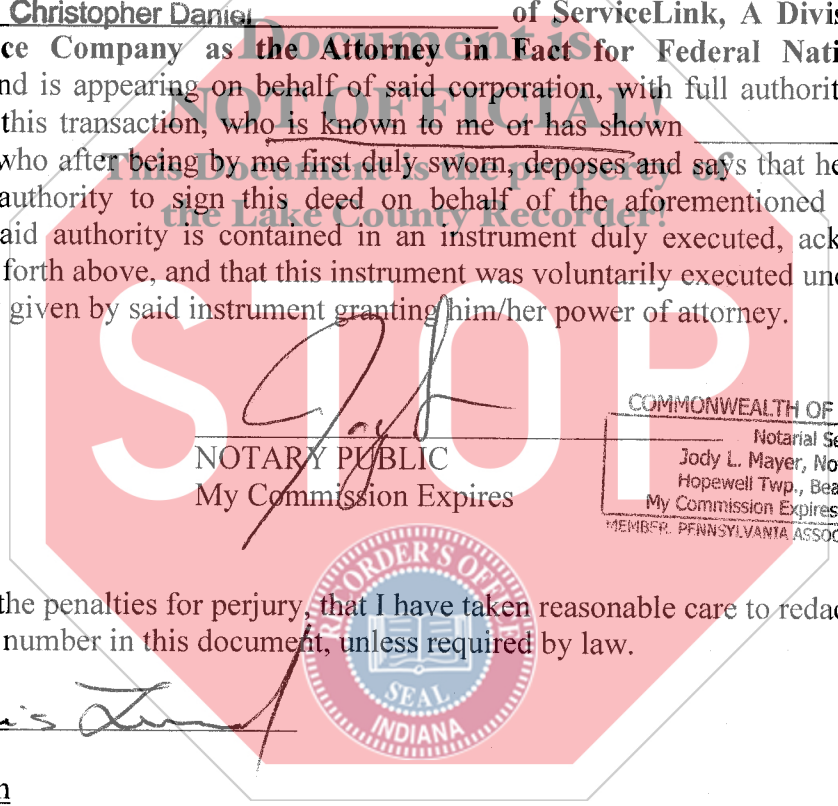 Christopher Daniel of ServiceLink, A Divis
ce Company as the Attorney in Fact for Federal Nati
nd is appearing on behalf of said corporation, with full authorit
this transaction, who is known to me or has shown
who after being by me first duly sworn, deposes and says that he
authority to sign this deed on behalf of the aforementioned
aid authority is contained in an instrument duly executed, ack
forth above, and that this instrument was voluntarily executed und
given by said instrument granting him/her power of attorney.
Document is
NOT OFFICIAL!
This Document is the property of
the Lake County Recorder!
STOP
NOTARY PUBLIC
My Commission Expires
COMMONWEALTH OF
Notarial Se
Jody L. Mayer, No
Hopewell Twp., Bea
My Commission Expires
MEMBER, PENNSYLVANIA ASSOC
RECORDER'S OFFICE
SEAL
INDIANA
the penalties for perjury, that I have taken reasonable care to redac
number in this document, unless required by law.